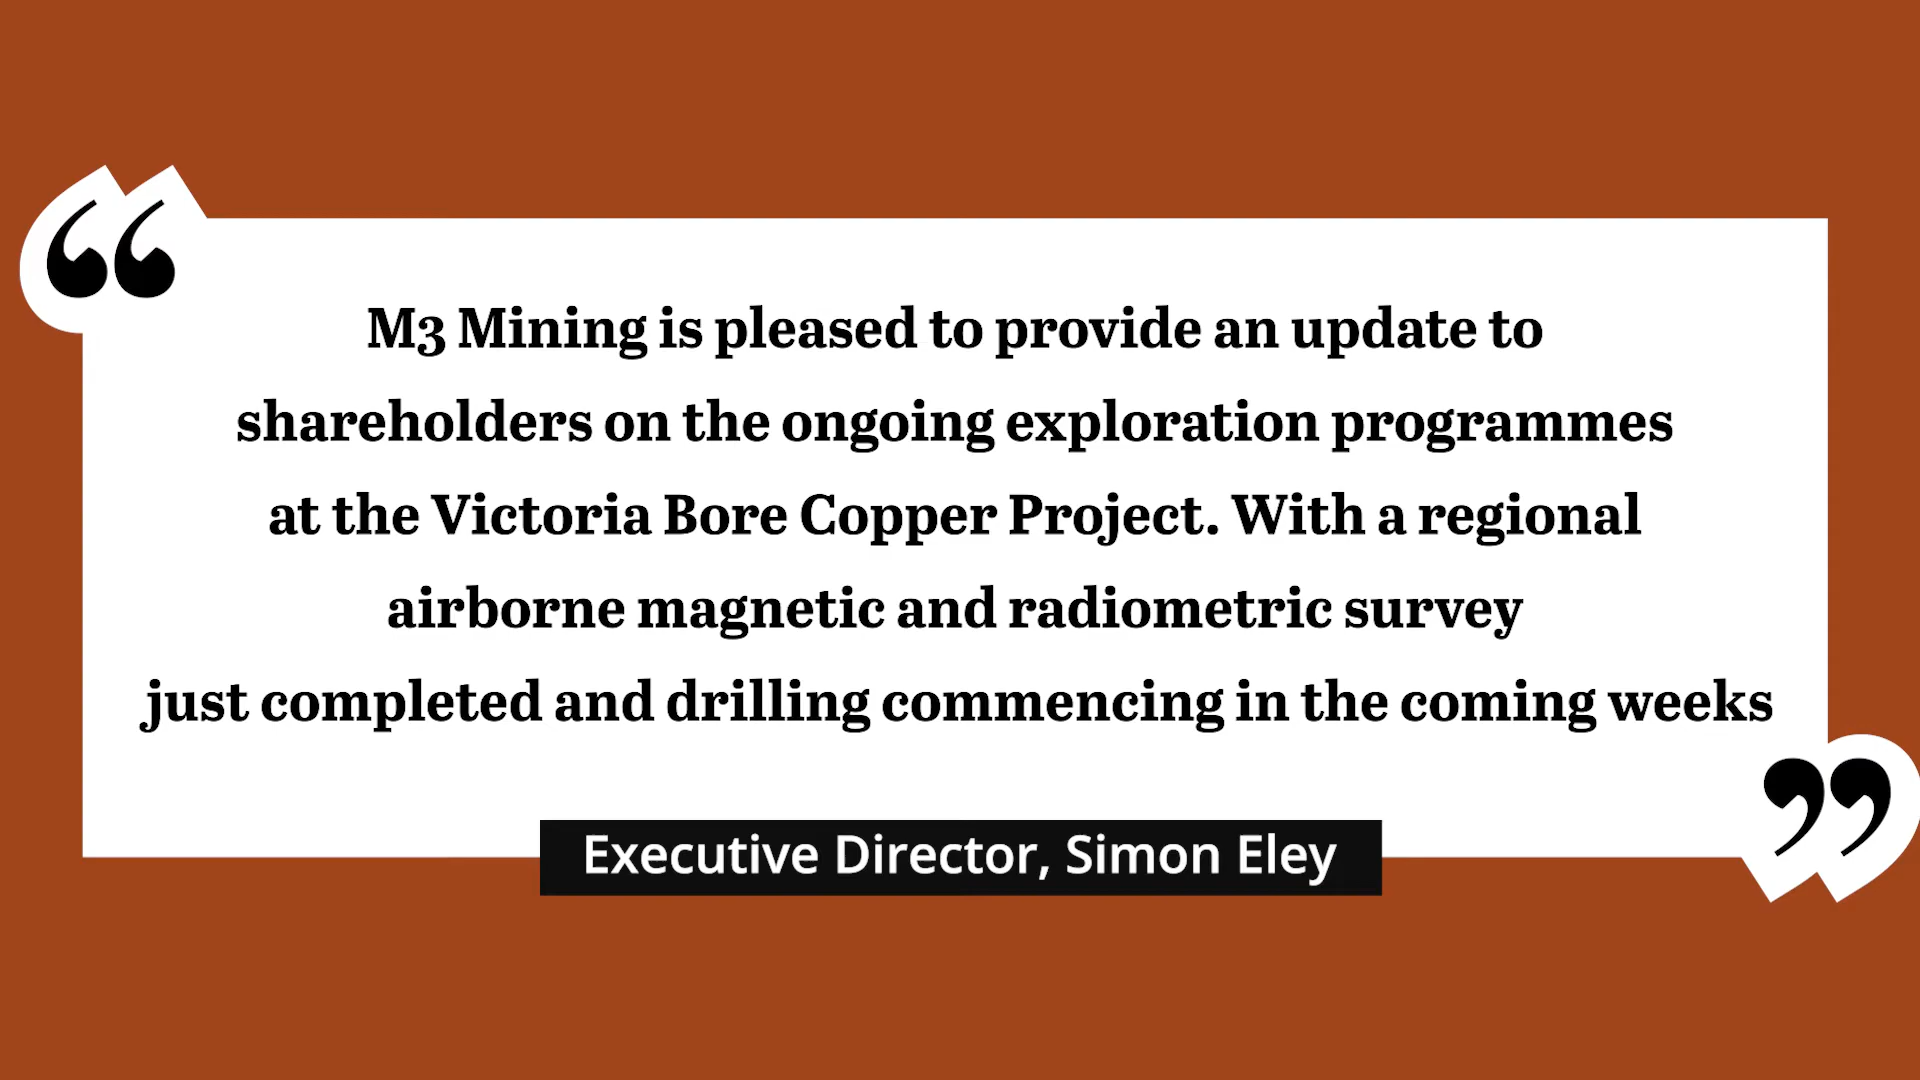 “
M3 Mining is pleased to provide an update to
shareholders on the ongoing exploration programmes
at the Victoria Bore Copper Project. With a regional
airborne magnetic and radiometric survey
just completed and drilling commencing in the coming weeks
”
Executive Director, Simon Eley